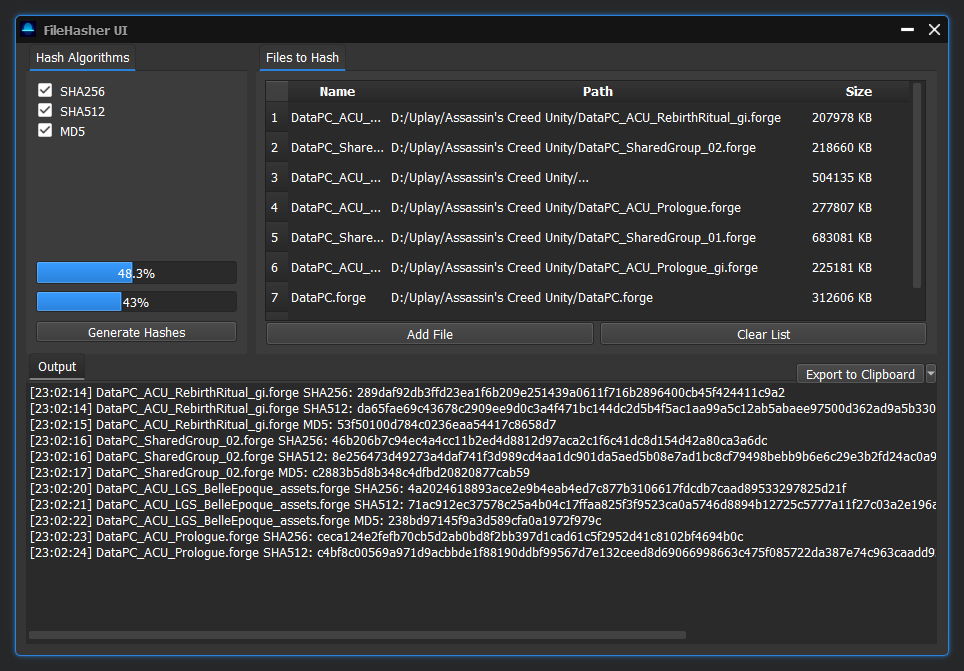 FileHasher UI
Hash Algorithms
Files to Hash
SHA256
SHA512
MD5
48.3%
43%
Generate Hashes
Name Path Size
1 DataPC_ACU_... D:/Uplay/Assassin's Creed Unity/DataPC_ACU_RebirthRitual_gi.forge 207978 KB
2 DataPC_Share... D:/Uplay/Assassin's Creed Unity/DataPC_SharedGroup_02.forge 218660 KB
3 DataPC_ACU_... D:/Uplay/Assassin's Creed Unity/... 504135 KB
4 DataPC_ACU_... D:/Uplay/Assassin's Creed Unity/DataPC_ACU_Prologue.forge 277807 KB
5 DataPC_Share... D:/Uplay/Assassin's Creed Unity/DataPC_SharedGroup_01.forge 683081 KB
6 DataPC_ACU_... D:/Uplay/Assassin's Creed Unity/DataPC_ACU_Prologue_gi.forge 225181 KB
7 DataPC.forge D:/Uplay/Assassin's Creed Unity/DataPC.forge 312606 KB
Add File
Clear List
Output
Export to Clipboard
[23:02:14] DataPC_ACU_RebirthRitual_gi.forge SHA256: 289daf92db3ffd23ea1f6b209e251439a0611f716b2896400cb45f424411c9a2
[23:02:14] DataPC_ACU_RebirthRitual_gi.forge SHA512: da65fae69c43678c2909ee9d0c3a4f471bc144dc2d5b4f5ac1aa99a5c12ab5abaee97500d362ad9a5b330
[23:02:15] DataPC_ACU_RebirthRitual_gi.forge MD5: 53f50100d784c0236eaa54417c8658d7
[23:02:16] DataPC_SharedGroup_02.forge SHA256: 46b206b7c94ec4a4cc11b2ed4d8812d97aca2c1f6c41dc8d154d42a80ca3a6dc
[23:02:16] DataPC_SharedGroup_02.forge SHA512: 8e256473d49273a4daf741f3d989cd4aa1dc901da5aed5b08e7ad1bc8cf79498bebb9b6e6c29e3b2fd24ac0a9
[23:02:17] DataPC_SharedGroup_02.forge MD5: c2883b5d8b348c4dfbd20820877cab59
[23:02:20] DataPC_ACU_LGS_BelleEpoque_assets.forge SHA256: 4a2024618893ace2e9b4eab4ed7c877b3106617fdcdb7caad89533297825d21f
[23:02:21] DataPC_ACU_LGS_BelleEpoque_assets.forge SHA512: 71ac912ec37578c25a4b04c17ffaa825f3f9523ca0a5746d8894b12725c5777a11f27c03a2e196a
[23:02:22] DataPC_ACU_LGS_BelleEpoque_assets.forge MD5: 238bd97145f9a3d589cfa0a1972f979c
[23:02:23] DataPC_ACU_Prologue.forge SHA256: ceca124e2fefb70cb5d2ab0bd8f2bb397d1cad61c5f2952d41c8102bf4694b0c
[23:02:24] DataPC_ACU_Prologue.forge SHA512: c4bf8c00569a971d9acbbde1f88190ddbf99567d7e132ceed8d69066998663c475f085722da387e74c963caadd9